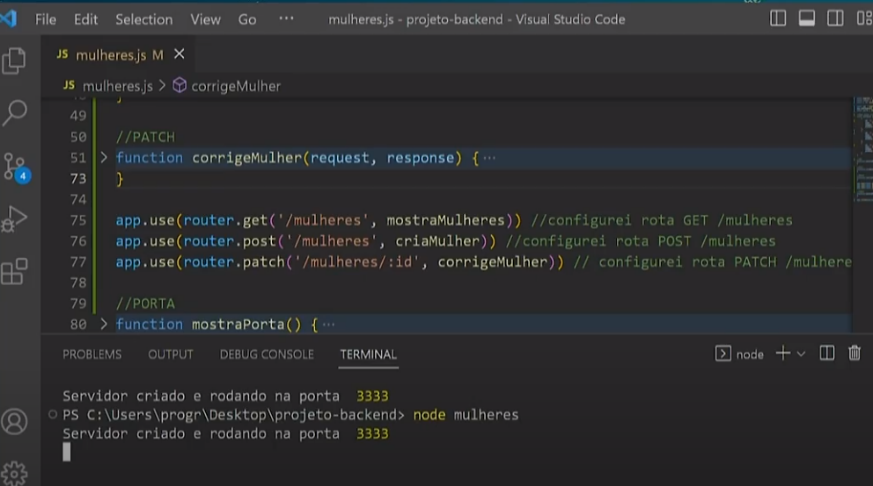 File Edit Selection View Go ··· mulheres.js - projeto-backend - Visual Studio Code
JS mulheres.js M ×
JS mulheres.js > corrigeMulher
49
50 //PATCH
51 > function corrigeMulher(request, response) { ···
73 }
74
75 app.use(router.get('/mulheres', mostraMulheres)) //configurei rota GET /mulheres
76 app.use(router.post('/mulheres', criaMulher)) //configurei rota POST /mulheres
77 app.use(router.patch('/mulheres/:id', corrigeMulher)) // configurei rota PATCH /mulhere
78
79 //PORTA
80 > function mostraPorta() { ···
4
PROBLEMS OUTPUT DEBUG CONSOLE TERMINAL node
Servidor criado e rodando na porta 3333
PS C:\Users\progr\Desktop\projeto-backend> node mulheres
Servidor criado e rodando na porta 3333